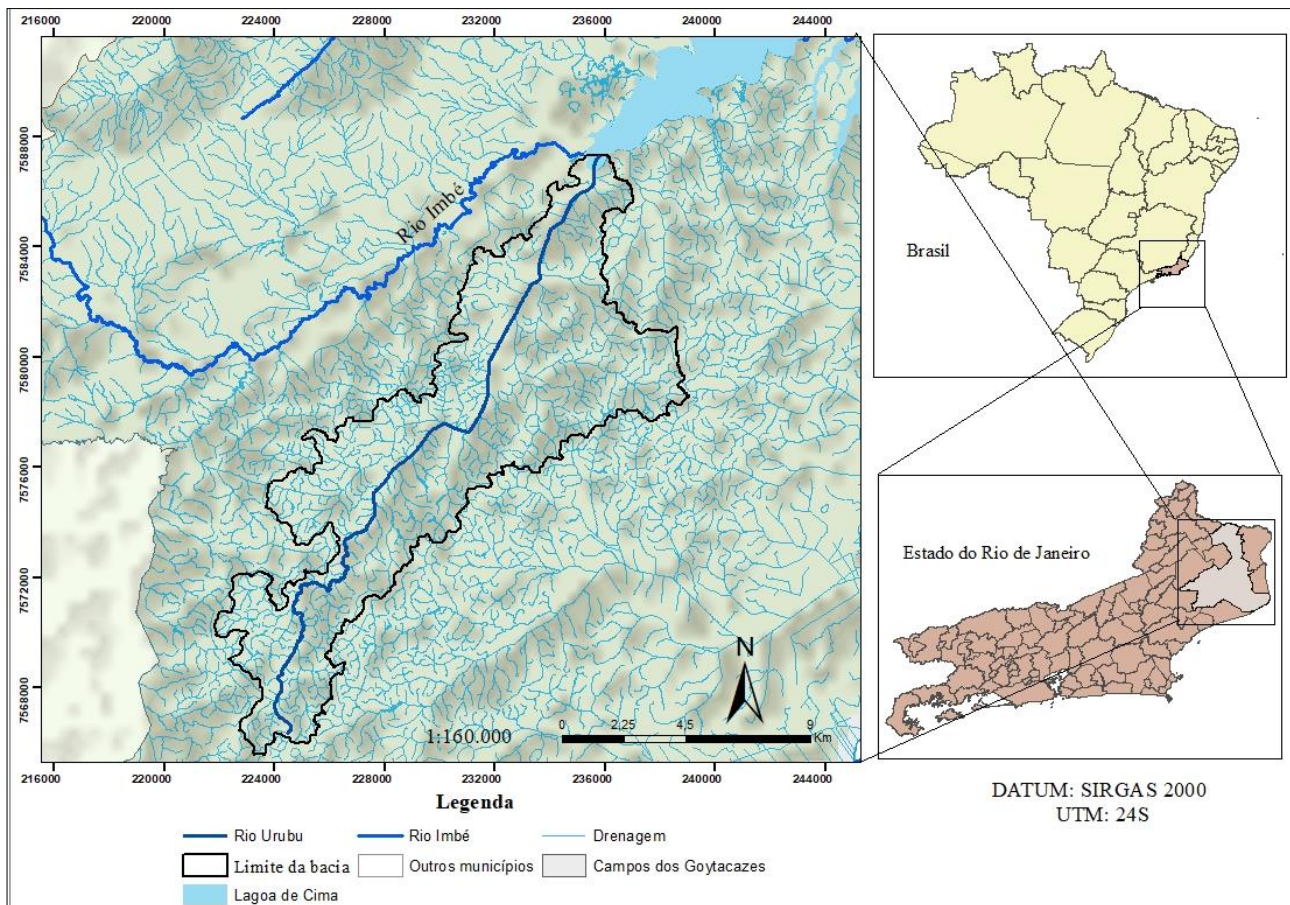 216000 220000 224000 228000 232000 236000 240000 244000
7588000
7584000
7580000
7576000
7572000
7568000
Rio Imbé
N
1:160.000
0 2,25 4,5 9
Km
216000 220000 224000 228000 232000 236000 240000 244000
Brasil
Estado do Rio de Janeiro
DATUM: SIRGAS 2000
UTM: 24S
Legenda
Rio Urubu Rio Imbé Drenagem
Limite da bacia Outros municípios Campos dos Goytacazes
Lagoa de Cima